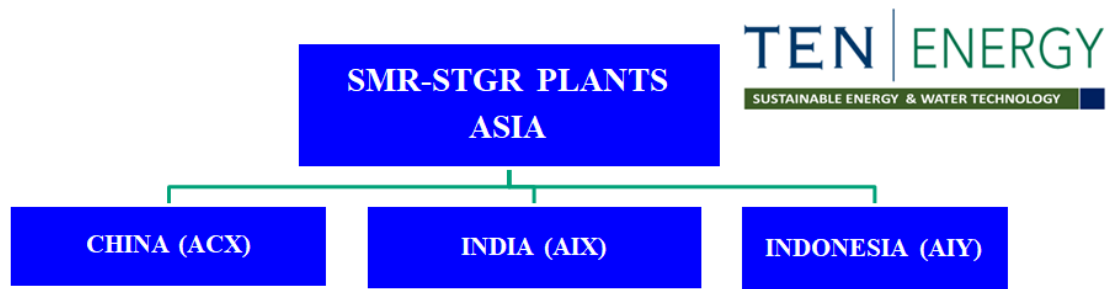 TEN ENERGY
SUSTAINABLE ENERGY & WATER TECHNOLOGY
SMR-STGR PLANTS
ASIA
CHINA (ACX)
INDIA (AIX)
INDONESIA (AIY)